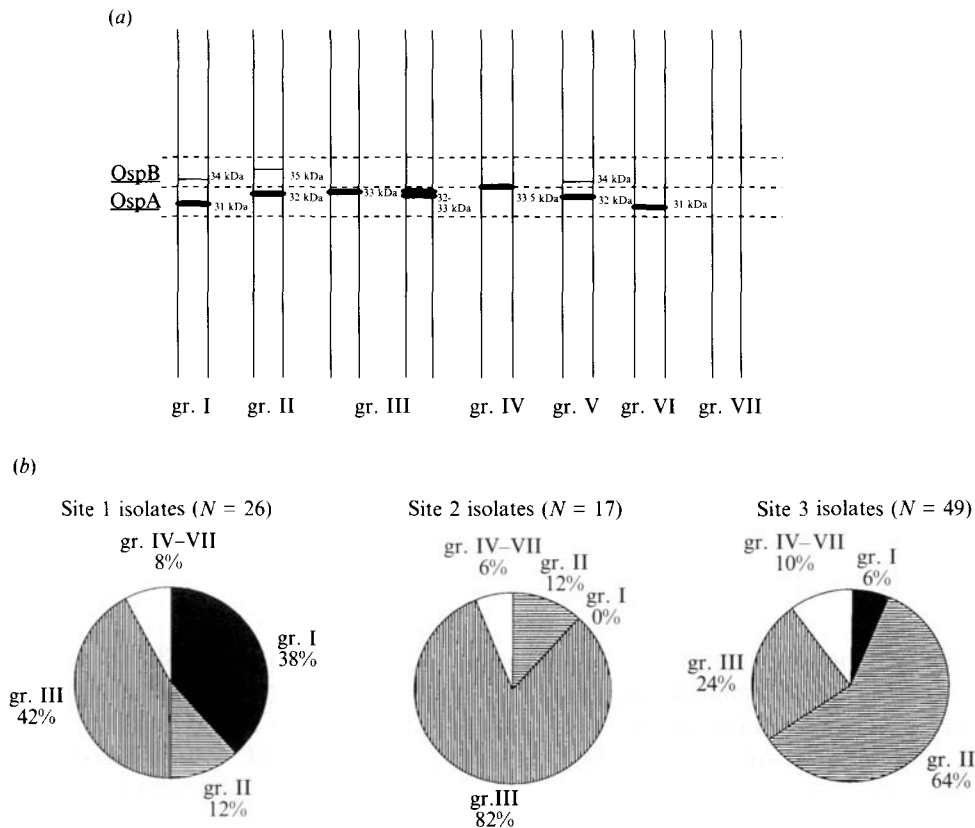 (a)
OspB
OspA
34 kDa
31 kDa
35 kDa
32 kDa
33 kDa
32-
33 kDa
33 5 kDa
34 kDa
32 kDa
31 kDa
gr. I gr. II gr. III gr. IV gr. V gr. VI gr. VII
(b)
Site 1 isolates (N = 26)
gr. IV–VII
8%
gr. I
38%
gr. III
42%
gr. II
12%
Site 2 isolates (N = 17)
gr. IV–VII
6%
gr. II
12%
gr. I
0%
gr.III
82%
Site 3 isolates (N = 49)
gr. IV–VII
10%
gr. I
6%
gr. III
24%
gr. II
64%